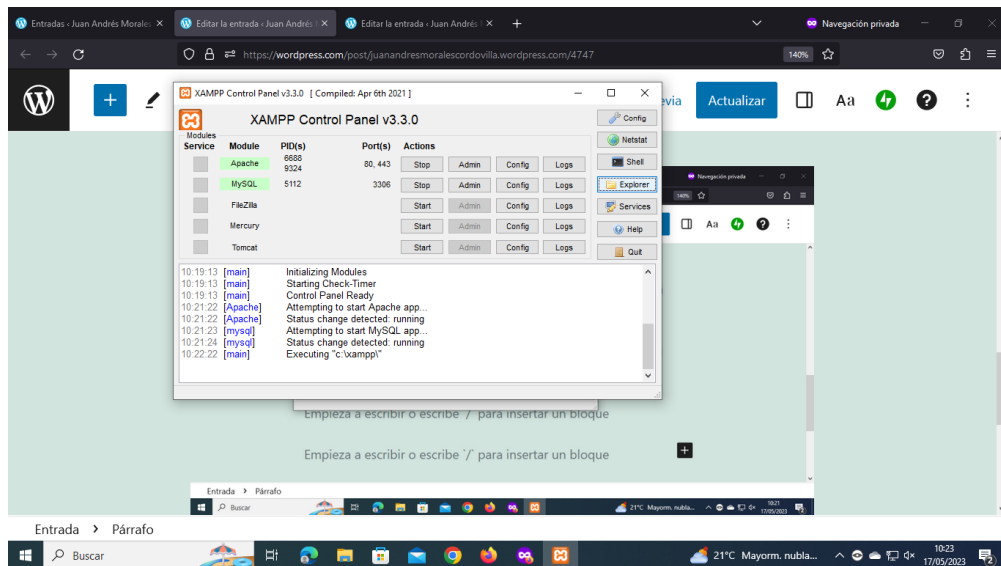 Entradas ‹ Juan Andrés Morales
Editar la entrada ‹ Juan Andrés
Editar la entrada ‹ Juan Andrés
Navegación privada
https://wordpress.com/post/juanandresmoralescordovilla.wordpress.com/4747
140%
via
Actualizar
Aa
XAMPP Control Panel v3.3.0 [ Compiled: Apr 6th 2021 ]
XAMPP Control Panel v3.3.0
Config
Modules
Service Module PID(s) Port(s) Actions
Netstat
Apache 6688 9324 80, 443 Stop Admin Config Logs
Shell
MySQL 5112 3306 Stop Admin Config Logs
Explorer
FileZilla Start Admin Config Logs
Services
Mercury Start Admin Config Logs
Help
Tomcat Start Admin Config Logs
Quit
10:19:13 [main] Initializing Modules
10:19:13 [main] Starting Check-Timer
10:19:13 [main] Control Panel Ready
10:21:22 [Apache] Attempting to start Apache app...
10:21:22 [Apache] Status change detected: running
10:21:23 [mysql] Attempting to start MySQL app...
10:21:24 [mysql] Status change detected: running
10:22:22 [main] Executing "c:\xampp\"
Navegación privada
140%
Aa
Empieza a escribir o escribe '/' para insertar un bloque
Empieza a escribir o escribe '/' para insertar un bloque
Entrada > Párrafo
Buscar
21°C Mayorm. nubla...
10:21
17/05/2023
Entrada > Párrafo
Buscar
21°C Mayorm. nubla...
10:23
17/05/2023
2